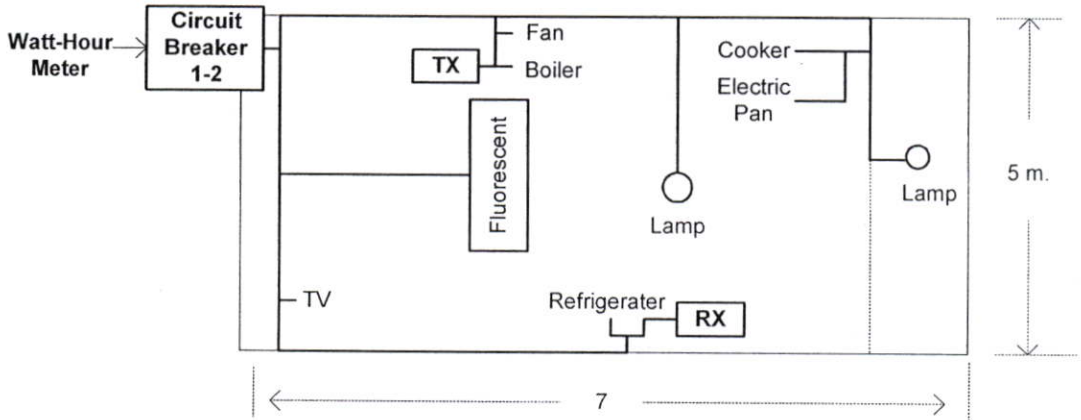 Circuit
Breaker
1-2
Watt-Hour
Meter
Fan
TX
Boiler
Cooker
Electric
Pan
Fluorescent
Lamp
Lamp
5 m.
TV
Refrigerater
RX
7